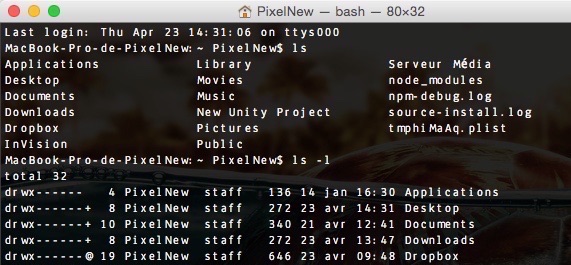 PixelNew — bash — 80×32
Last login: Thu Apr 23 14:31:06 on ttys000
MacBook-Pro-de-PixelNew:~ PixelNew$ ls
Applications Library Serveur Média
Desktop Movies node_modules
Documents Music npm-debug.log
Downloads New Unity Project source-install.log
Dropbox Pictures tmphiMaAq.plist
InVision Public
MacBook-Pro-de-PixelNew:~ PixelNew$ ls -l
total 32
drwx------ 4 PixelNew staff 136 14 jan 16:30 Applications
drwx------+ 8 PixelNew staff 272 23 avr 14:31 Desktop
drwx------+ 10 PixelNew staff 340 21 avr 12:41 Documents
drwx------+ 8 PixelNew staff 272 23 avr 13:47 Downloads
drwx------@ 19 PixelNew staff 646 23 avr 09:48 Dropbox